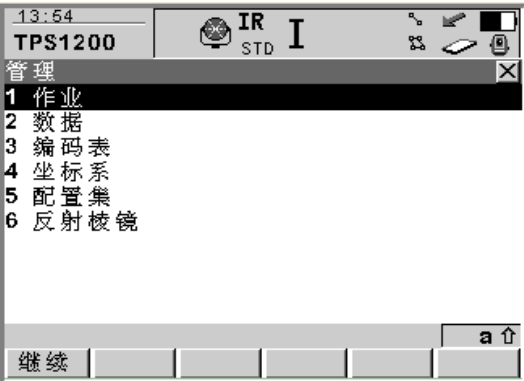 13:54
TPS1200
IR
STD
I
管理
1 作业
2 数据
3 编码表
4 坐标系
5 配置集
6 反射棱镜
a
继续